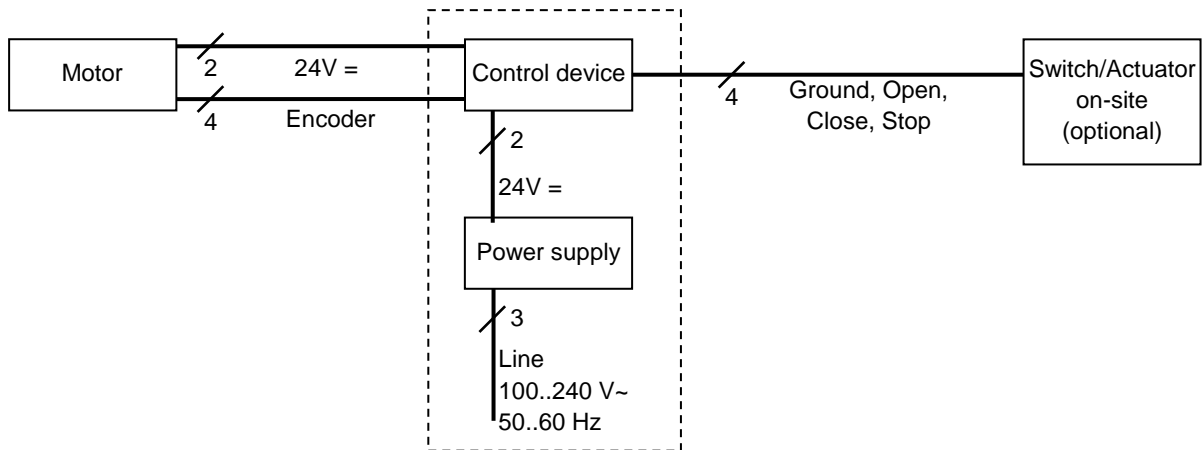 Motor
2
24V =
4
Encoder
Control device
4
Ground, Open,
Close, Stop
Switch/Actuator
on-site
(optional)
2
24V =
Power supply
3
Line
100..240 V~
50..60 Hz